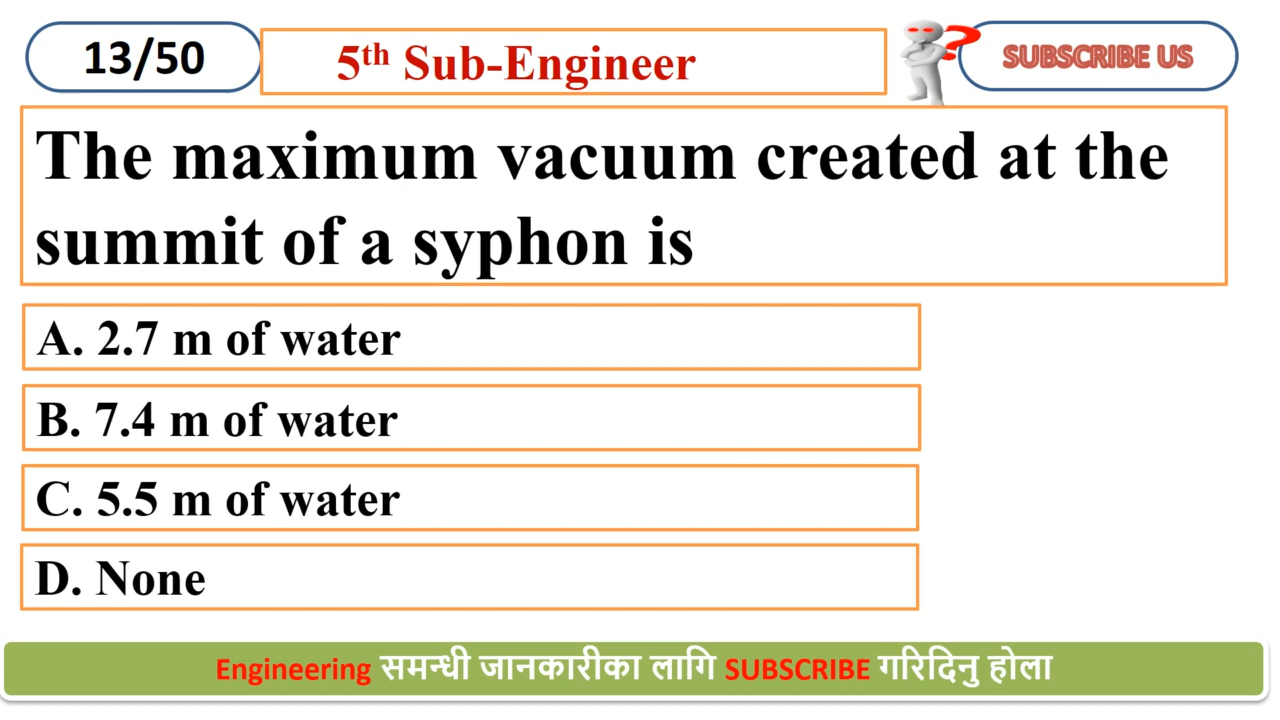 13/50
5th Sub-Engineer
SUBSCRIBE US
The maximum vacuum created at the
summit of a syphon is
A. 2.7 m of water
B. 7.4 m of water
C. 5.5 m of water
D. None
Engineering समन्धी जानकारीका लागि SUBSCRIBE गरिदिनु होला